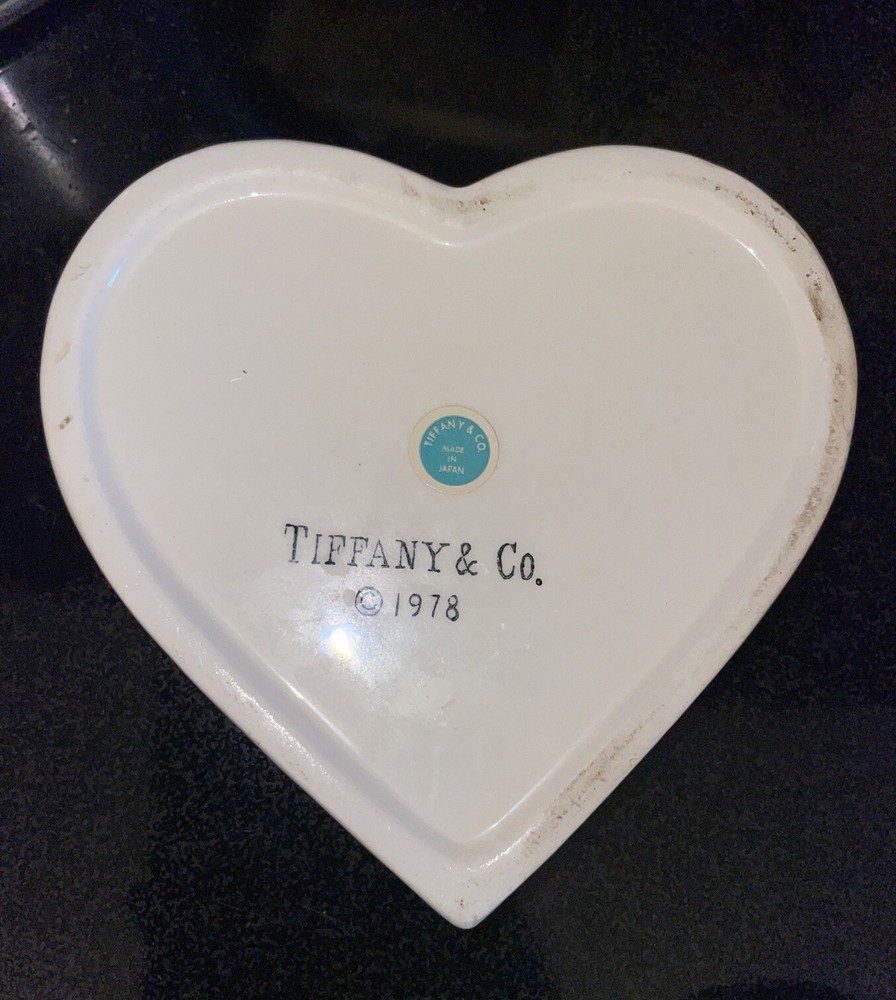 TIFFANY & CO.
MADE
IN
JAPAN
TIFFANY & Co.
© 1978